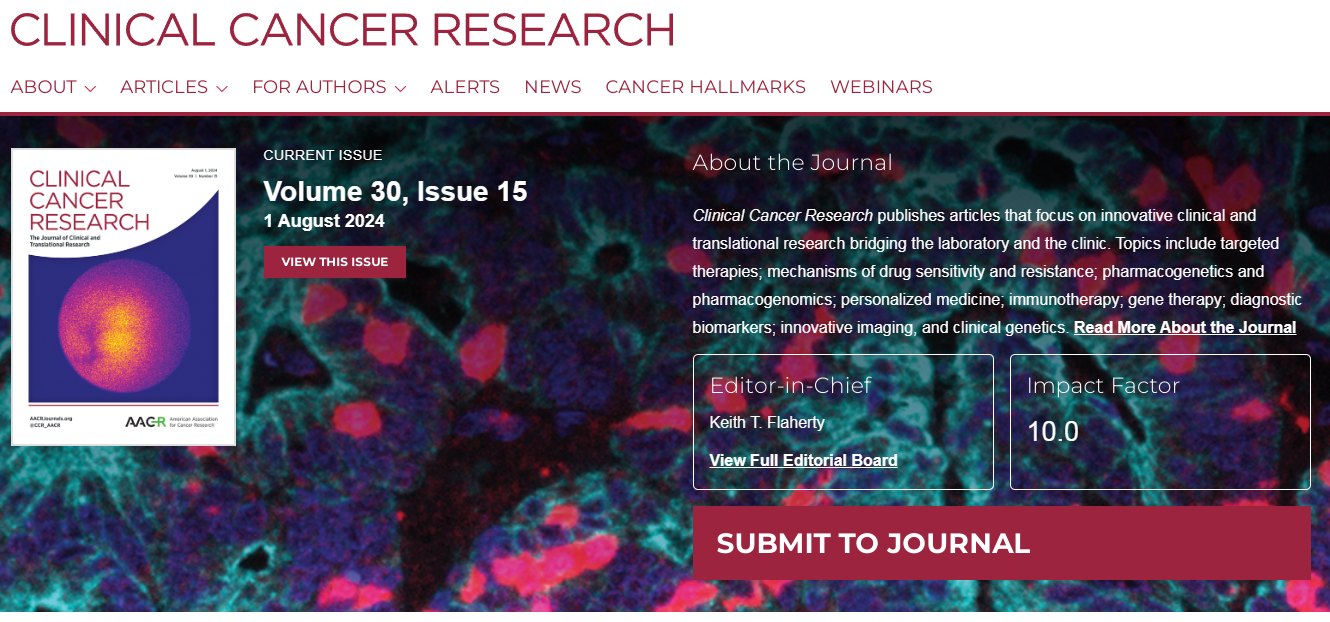 CLINICAL CANCER RESEARCH
ABOUT ARTICLES FOR AUTHORS ALERTS NEWS CANCER HALLMARKS WEBINARS
August 1, 2024
Volume 30 | Number 15
CLINICAL
CANCER
RESEARCH
The Journal of Clinical and
Translational Research
AACRJournals.org
@CCR_AACR
AACR
American Association
for Cancer Research
CURRENT ISSUE
Volume 30, Issue 15
1 August 2024
VIEW THIS ISSUE
About the Journal
Clinical Cancer Research publishes articles that focus on innovative clinical and
translational research bridging the laboratory and the clinic. Topics include targeted
therapies; mechanisms of drug sensitivity and resistance; pharmacogenetics and
pharmacogenomics; personalized medicine; immunotherapy; gene therapy; diagnostic
biomarkers; innovative imaging, and clinical genetics. Read More About the Journal
Editor-in-Chief
Keith T. Flaherty
View Full Editorial Board
Impact Factor
10.0
SUBMIT TO JOURNAL